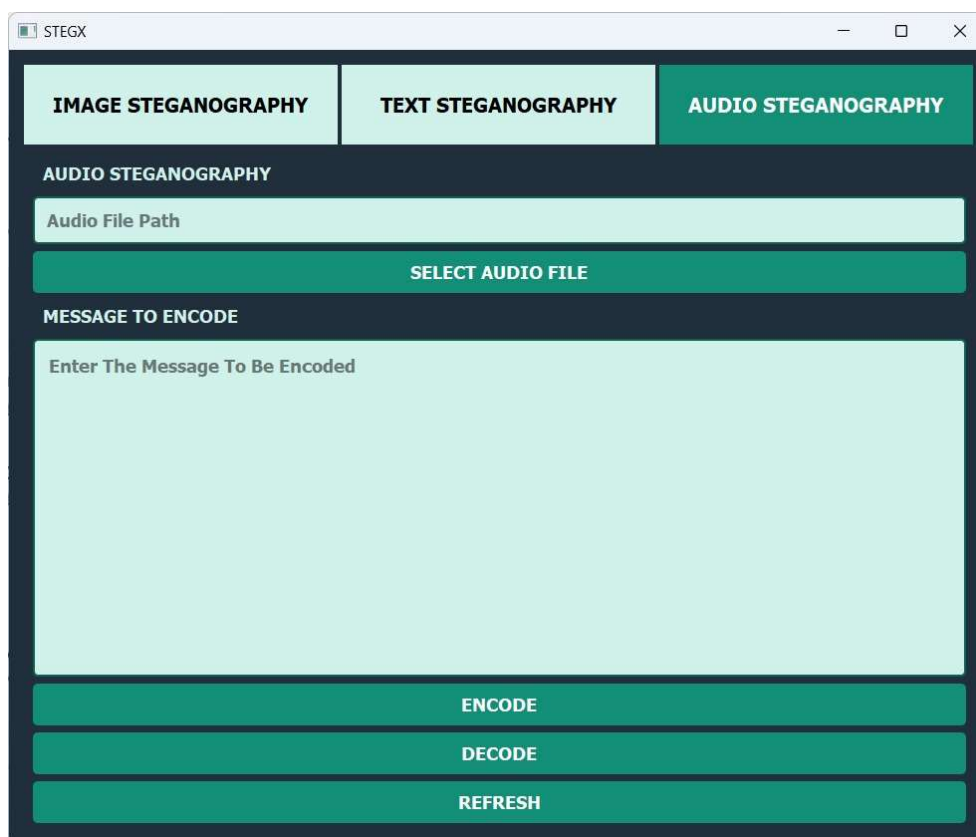 STEGX
IMAGE STEGANOGRAPHY TEXT STEGANOGRAPHY AUDIO STEGANOGRAPHY
AUDIO STEGANOGRAPHY
Audio File Path
SELECT AUDIO FILE
MESSAGE TO ENCODE
Enter The Message To Be Encoded
ENCODE
DECODE
REFRESH